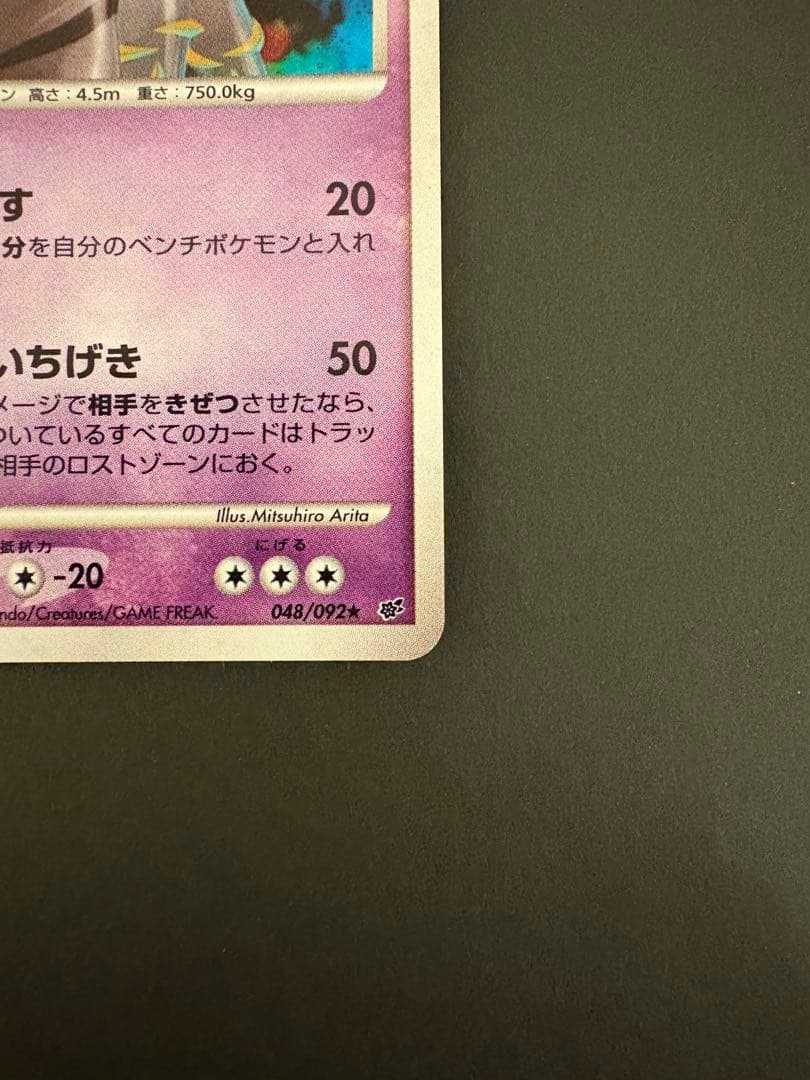 ン 高さ：4.5m 重さ：750.0kg
す 20
分を自分のベンチポケモンと入れ
いちげき 50
メージで相手をきぜつさせたなら、
ついているすべてのカードはトラッ
相手のロストゾーンにおく。
Illus.Mitsuhiro Arita
抵抗力 にげる
-20
ndo/Creatures/GAME FREAK. 048/092★